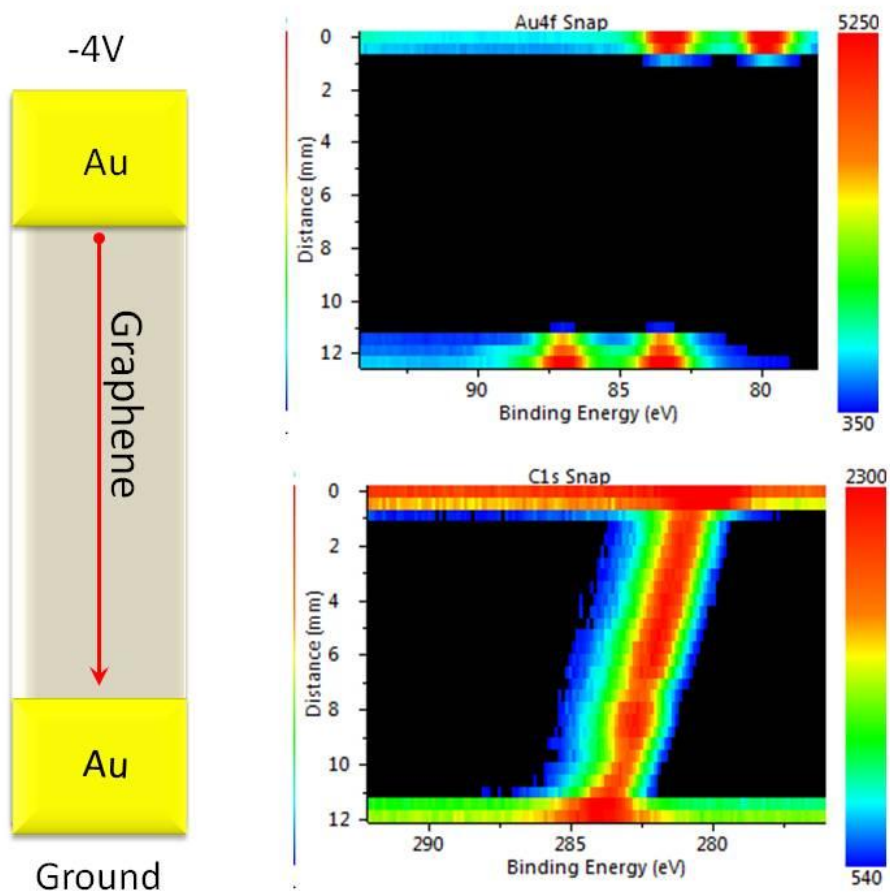 -4V
Au
Graphene
Au
Ground
Au4f Snap
0
2
4
6
8
10
12
Distance (mm)
90
85
80
Binding Energy (eV)
5250
350
C1s Snap
0
2
4
6
8
10
12
Distance (mm)
290
285
280
Binding Energy (eV)
2300
540